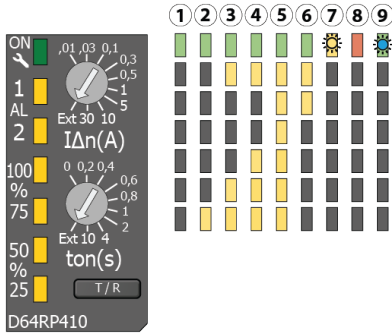 ① ② ③ ④ ⑤ ⑥ ⑦ ⑧ ⑨
ON
,01 ,03 0,1
0,3
0,5
1
5
Ext 30 10
IΔn(A)
1
AL
2
0 0,2 0,4
0,6
0,8
1
2
Ext 10 4
ton(s)
100
%
75
50
%
25
T / R
D64RP410